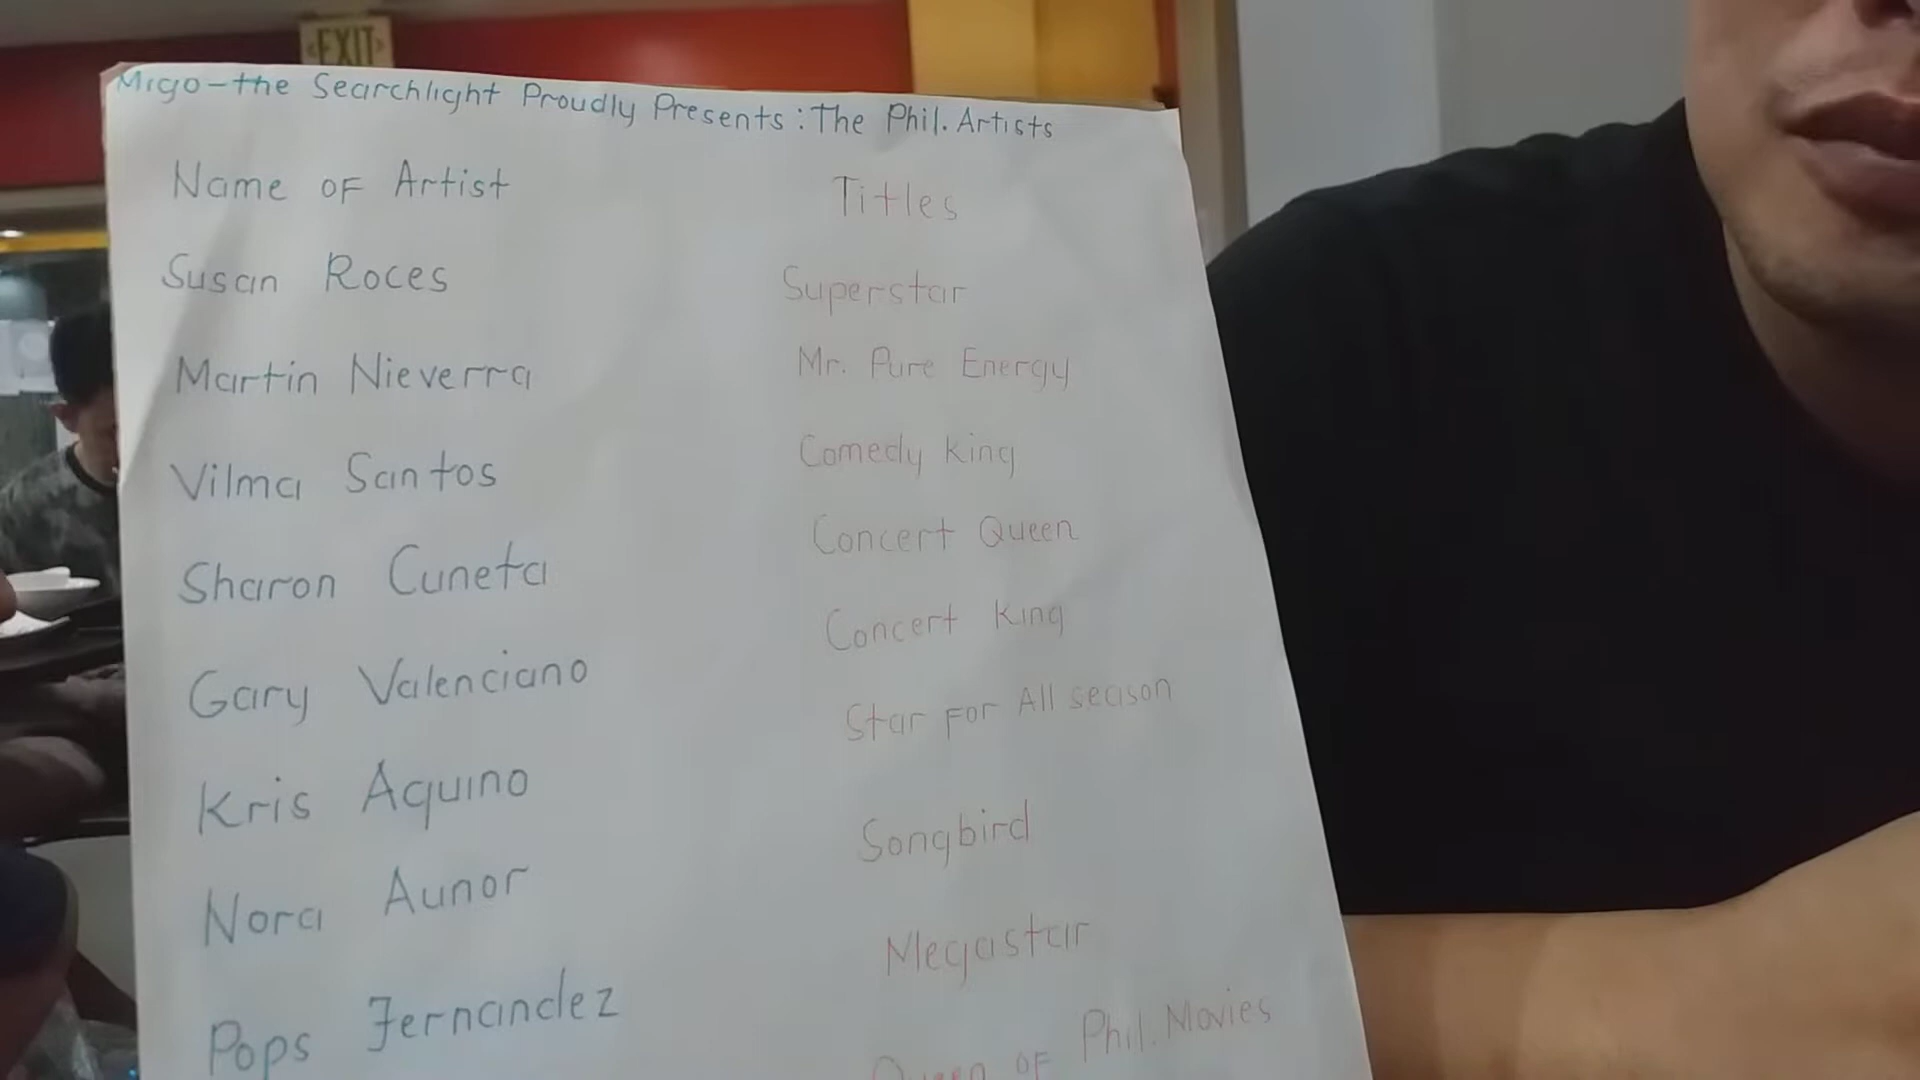 EXIT
Migo-the Searchlight Proudly Presents: The Phil. Artists
Name of Artist Titles
Susan Roces Superstar
Martin Nieverra Mr. Pure Energy
Vilma Santos Comedy King
Sharon Cuneta Concert Queen
Gary Valenciano Concert King
Kris Aquino Star for All season
Nora Aunor Songbird
Pops Fernandez Megastar
Queen of Phil. Movies